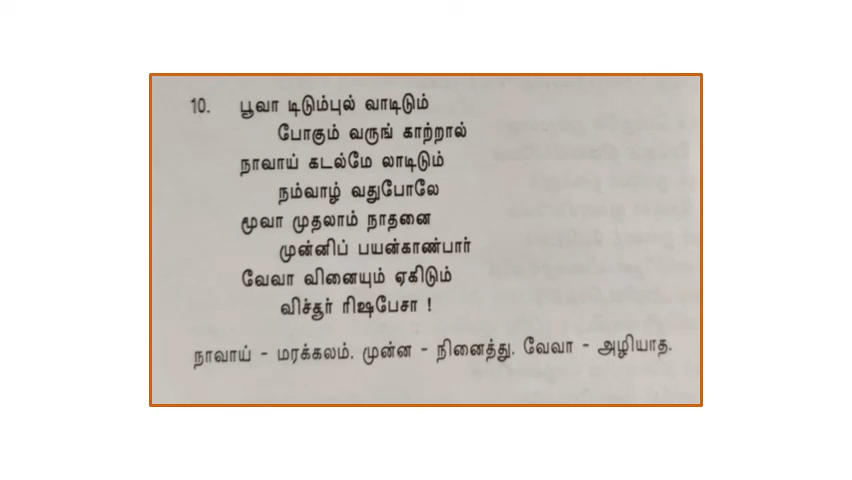 10. பூவா டிடும்புல் வாடிடும்
போகும் வருங் காற்றால்
நாவாய் கடல்மே லாடிடும்
நம்வாழ் வதுபோலே
மூவா முதலாம் நாதனை
முன்னிப் பயன்காண்பார்
வேவா வினையும் ஏகிடும்
விச்சூர் ரிஷபேசா !
நாவாய் – மரக்கலம். முன்ன – நினைத்து. வேவா – அழியாத.